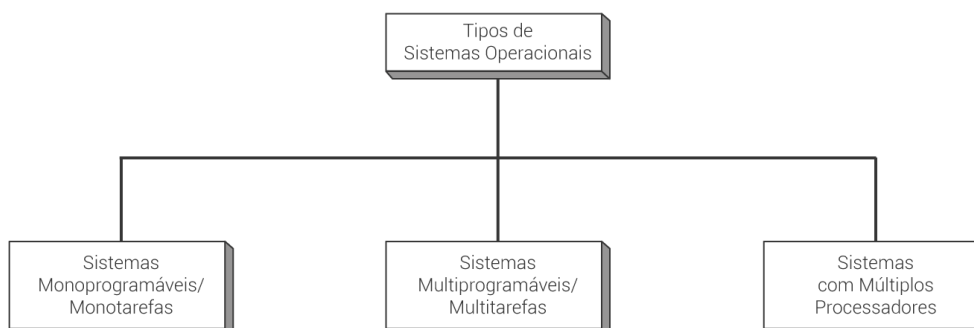 Tipos de
Sistemas Operacionais
Sistemas
Monoprogramáveis/
Monotarefas
Sistemas
Multiprogramáveis/
Multitarefas
Sistemas
com Múltiplos
Processadores